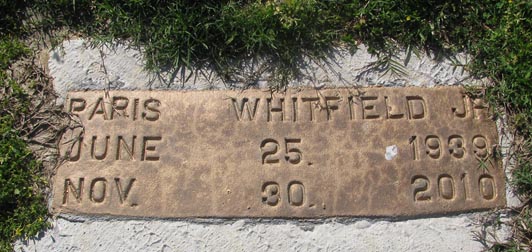 PARIS WHITFIELD JR
JUNE 25. 1939
NOV. 30. 2010